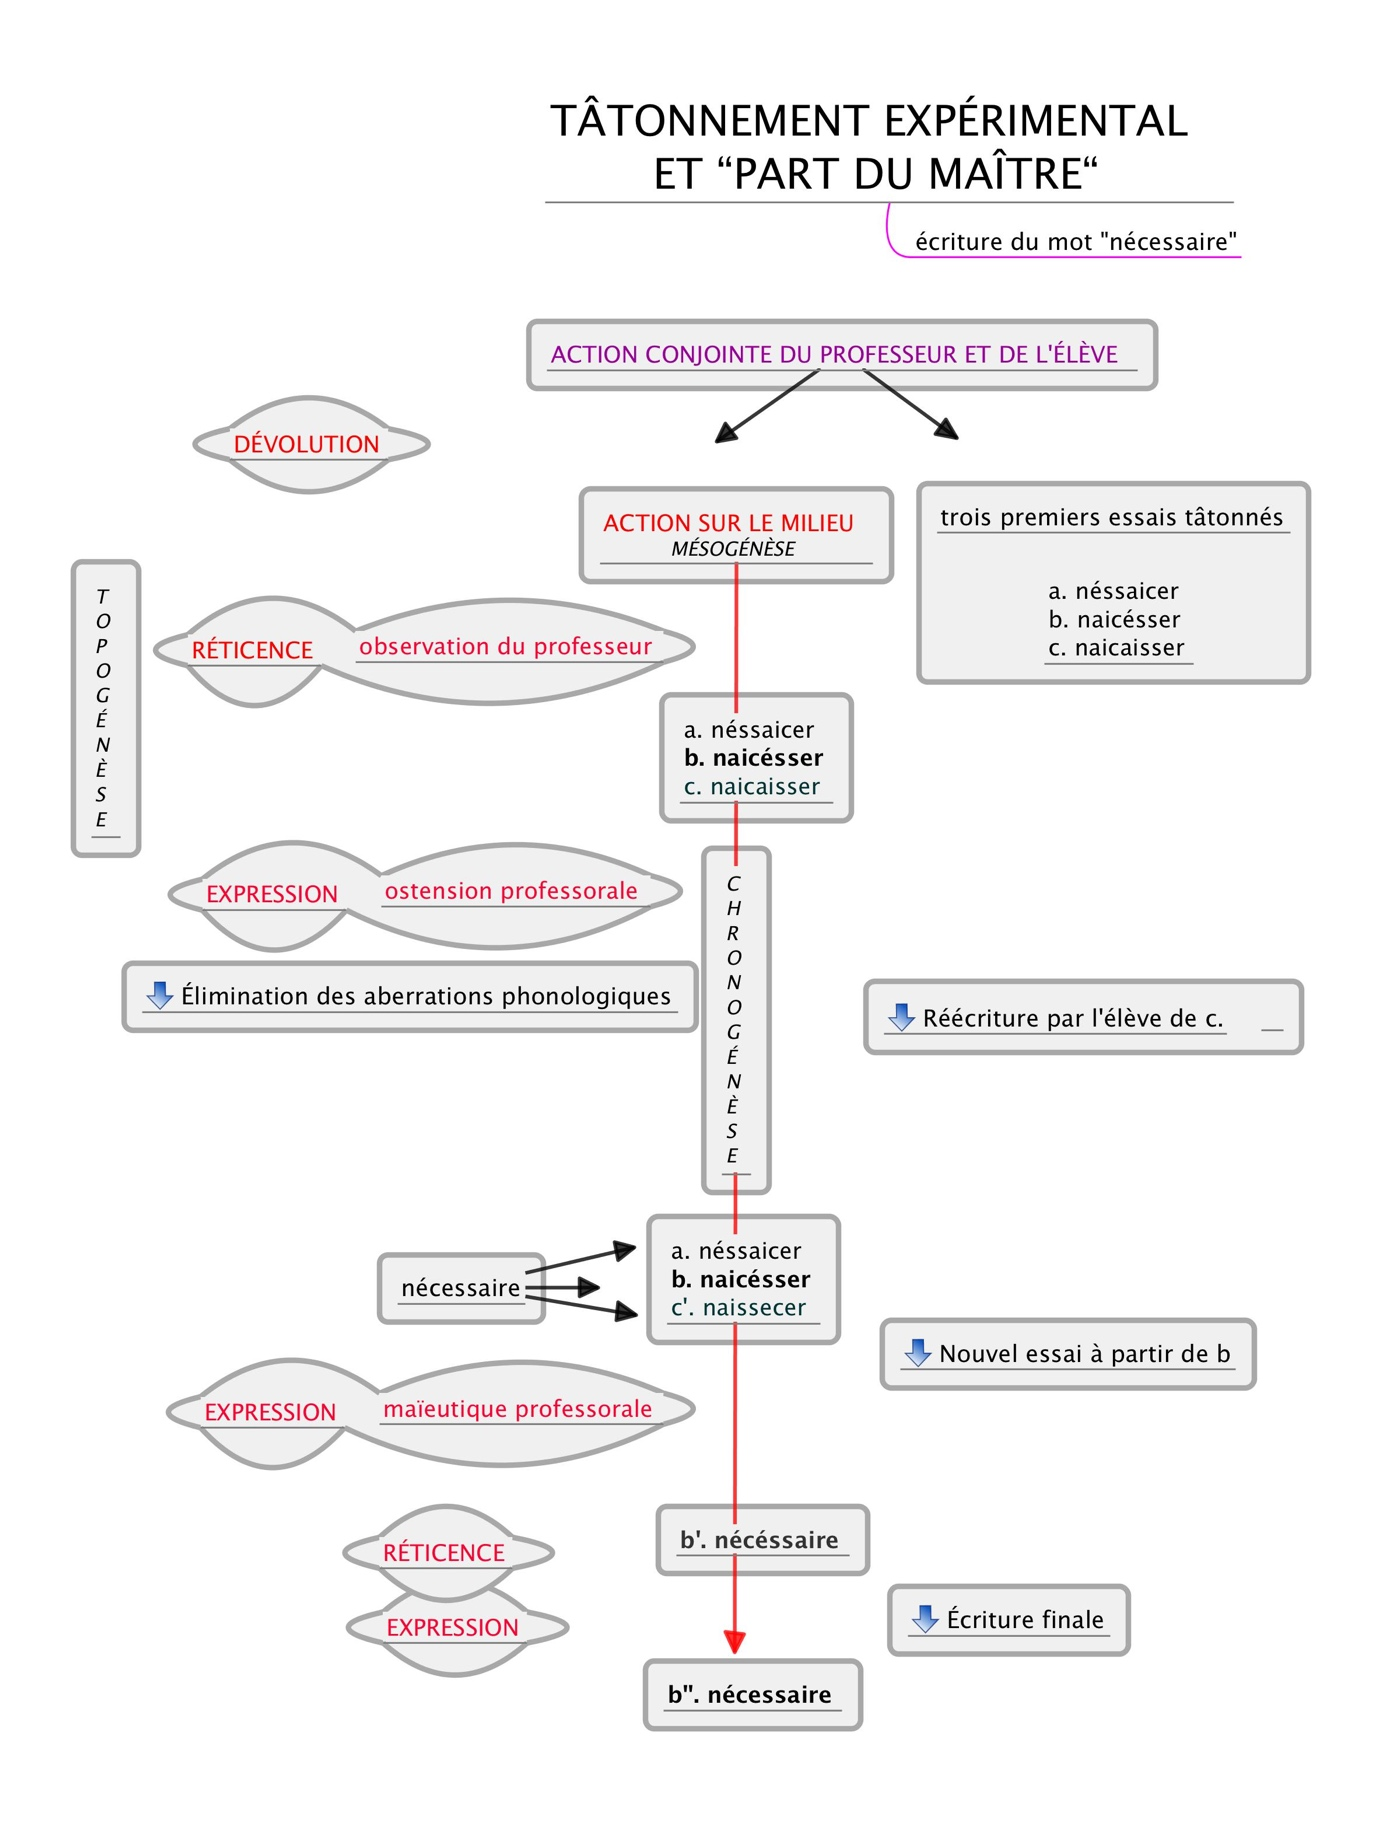 TÂTONNEMENT EXPÉRIMENTAL
ET “PART DU MAÎTRE“
écriture du mot "nécessaire"
ACTION CONJOINTE DU PROFESSEUR ET DE L'ÉLÈVE
DÉVOLUTION
ACTION SUR LE MILIEU
MÉSOGÉNÈSE
trois premiers essais tâtonnés
a. néssaicer
b. naicésser
c. naicaisser
T
O
P
O
G
É
N
È
S
E
RÉTICENCE
observation du professeur
a. néssaicer
b. naicésser
c. naicaisser
EXPRESSION
ostension professorale
C
H
R
O
N
O
G
É
N
È
S
E
Élimination des aberrations phonologiques
Réécriture par l'élève de c.
nécessaire
a. néssaicer
b. naicésser
c'. naissecer
Nouvel essai à partir de b
EXPRESSION
maïeutique professorale
b'. nécéssaire
RÉTICENCE
EXPRESSION
Écriture finale
b". nécessaire